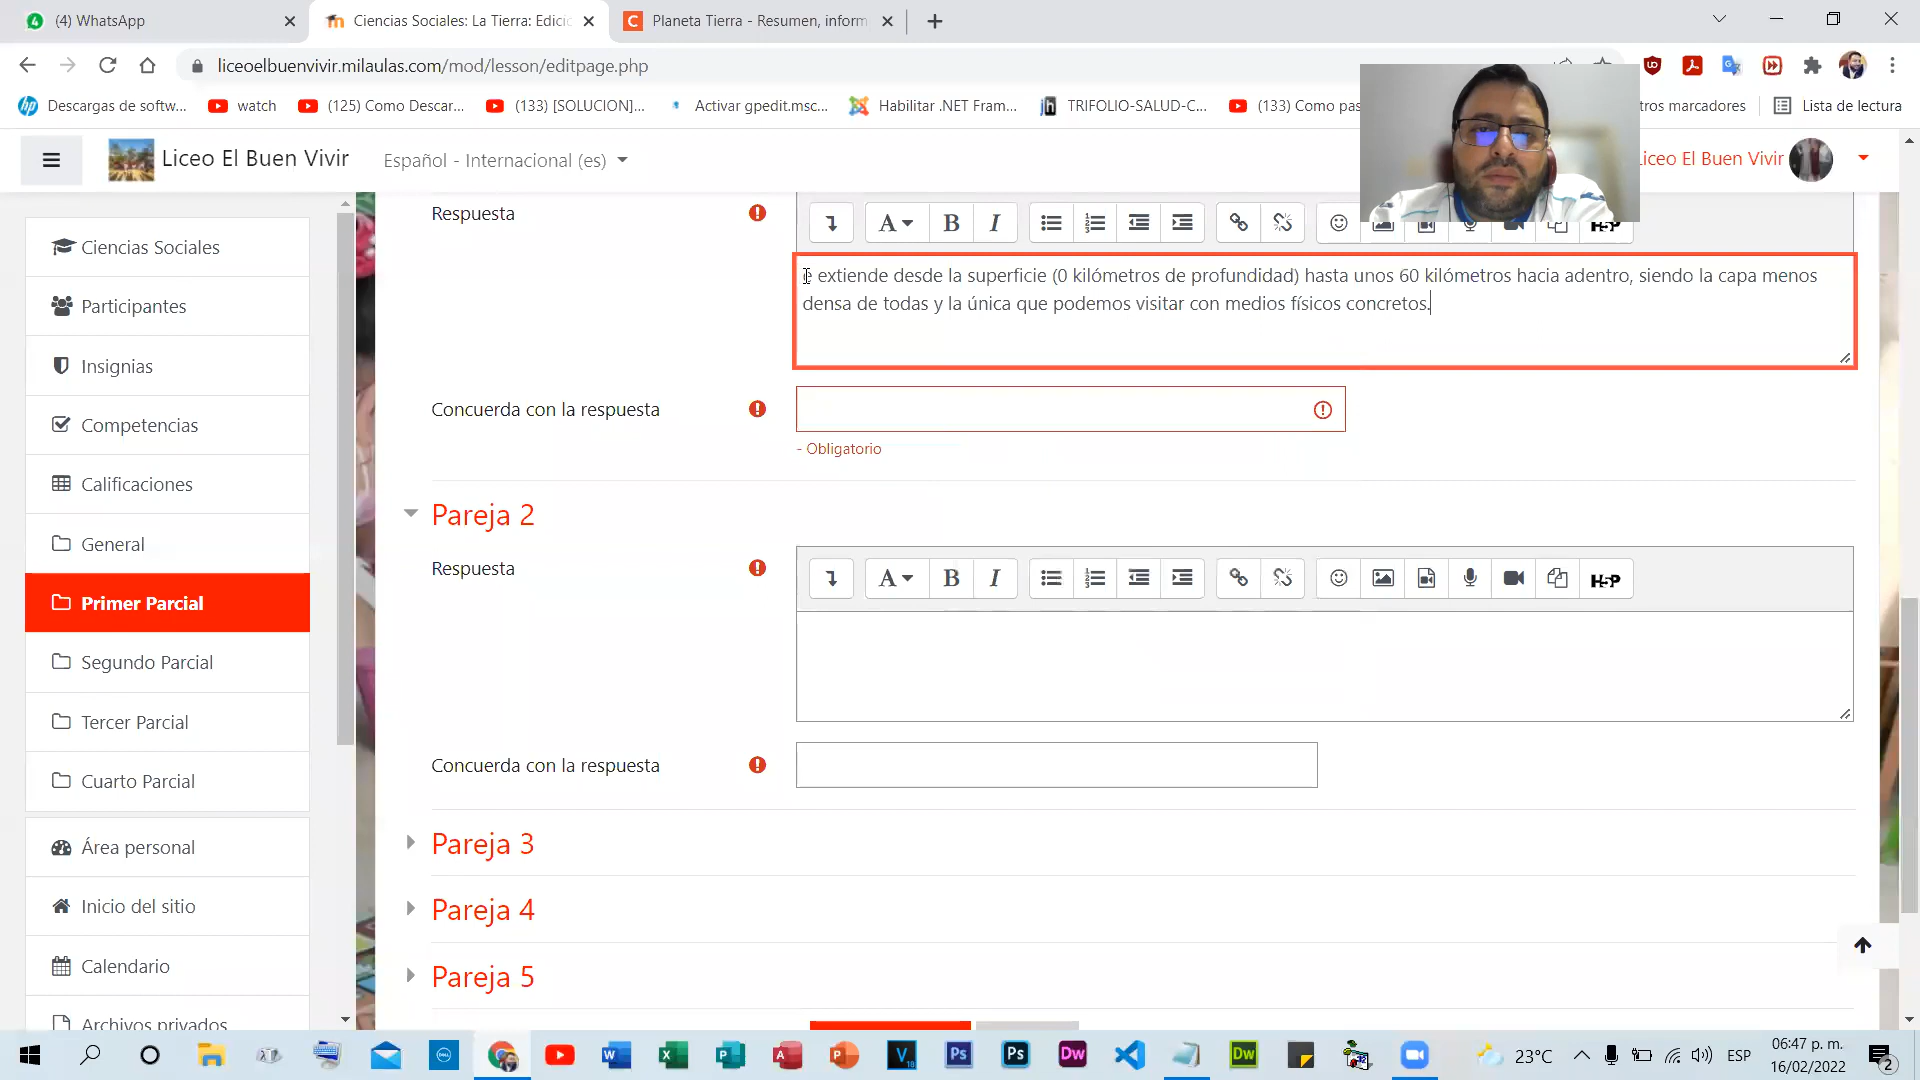 (4) WhatsApp
Ciencias Sociales: La Tierra: Edici
Planeta Tierra - Resumen, inform
liceoelbuenvivir.milaulas.com/mod/lesson/editpage.php
Descargas de softw...
watch
(125) Como Descar...
(133) [SOLUCION]...
Activar gpedit.msc...
Habilitar .NET Fram...
TRIFOLIO-SALUD-C...
(133) Como pas
tros marcadores
Lista de lectura
Liceo El Buen Vivir
Español - Internacional (es)
Liceo El Buen Vivir
Ciencias Sociales
Participantes
Insignias
Competencias
Calificaciones
General
Primer Parcial
Segundo Parcial
Tercer Parcial
Cuarto Parcial
Área personal
Inicio del sitio
Calendario
Archivos privados
Respuesta
A B I
H5P
extiende desde la superficie (0 kilómetros de profundidad) hasta unos 60 kilómetros hacia adentro, siendo la capa menos
densa de todas y la única que podemos visitar con medios físicos concretos.
Concuerda con la respuesta
- Obligatorio
Pareja 2
Respuesta
A B I
H5P
Concuerda con la respuesta
Pareja 3
Pareja 4
Pareja 5
23°C
ESP
06:47 p. m.
16/02/2022
2